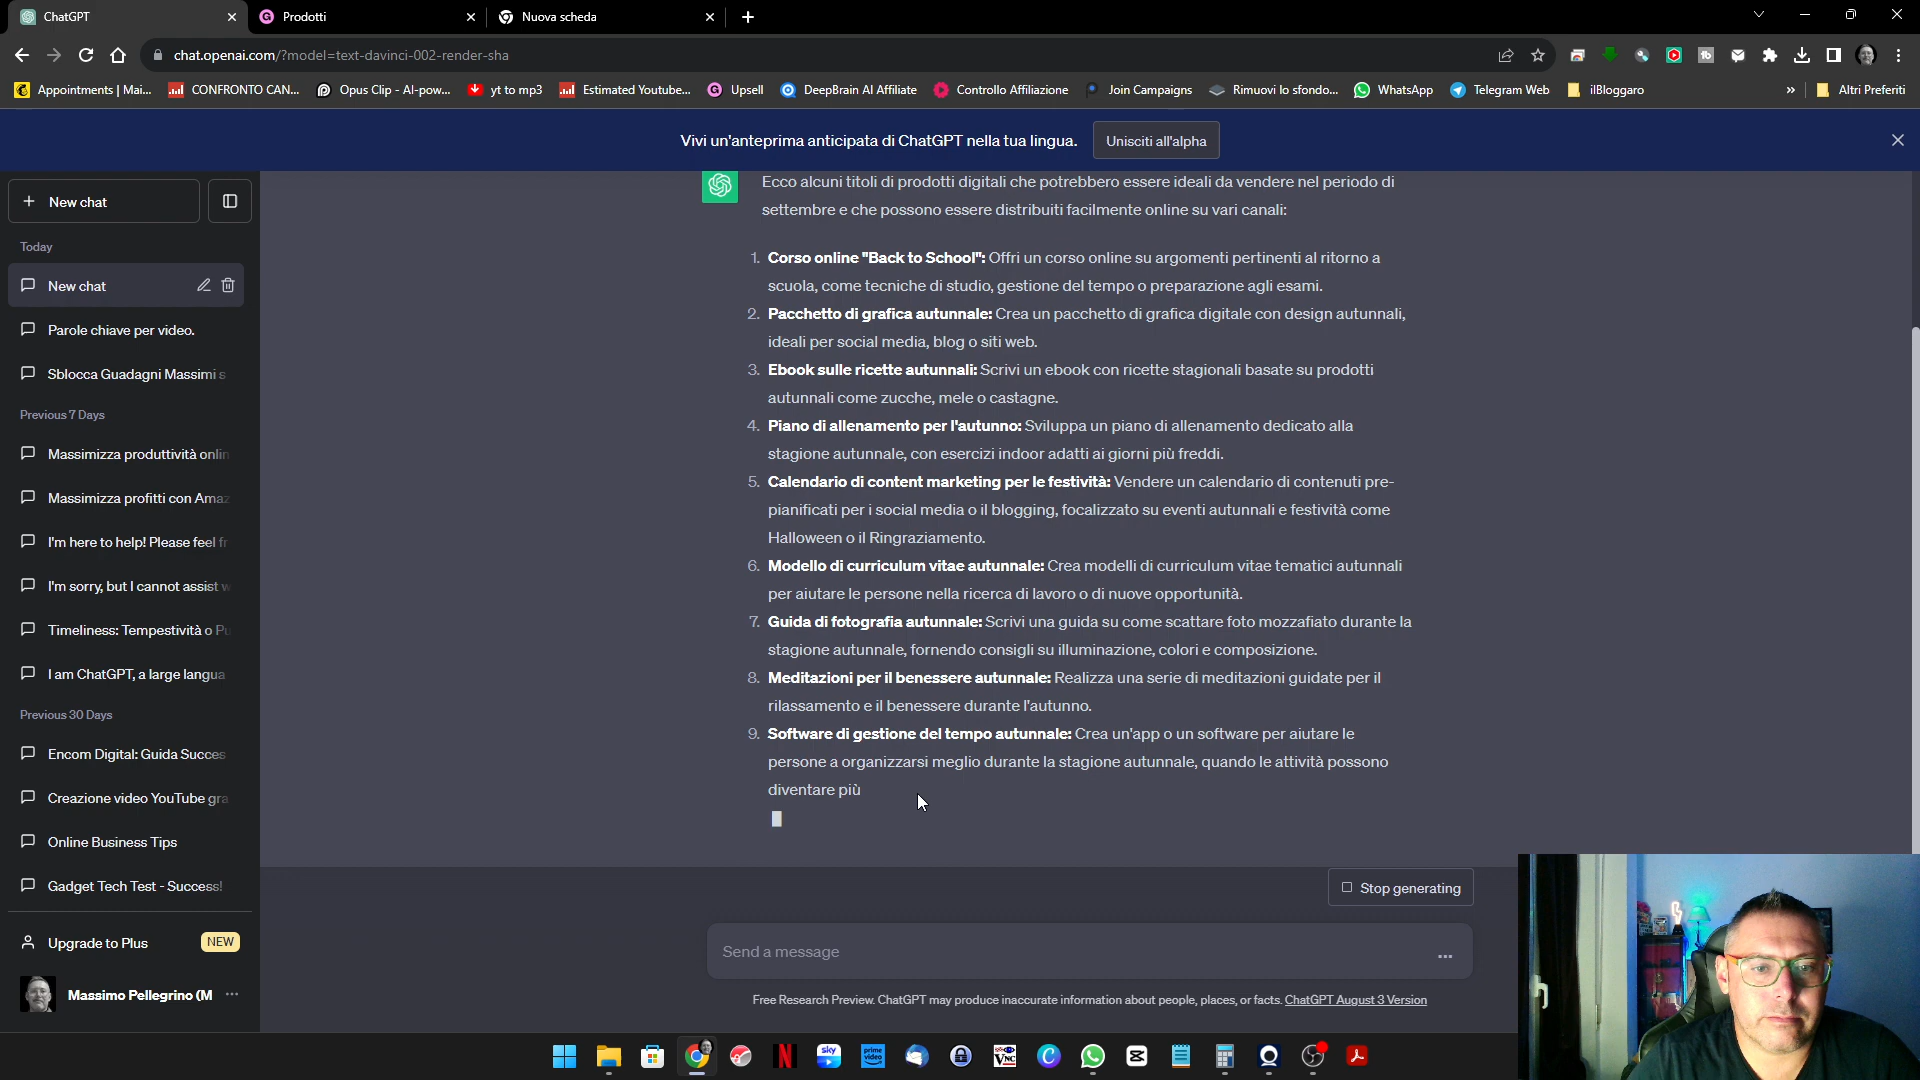 ChatGPT
Prodotti
Nuova scheda
chat.openai.com/?model=text-davinci-002-render-sha
Appointments | Mai...
CONFRONTO CAN...
Opus Clip - AI-pow...
yt to mp3
Estimated Youtube...
Upsell
DeepBrain AI Affiliate
Controllo Affiliazione
Join Campaigns
Rimuovi lo sfondo...
WhatsApp
Telegram Web
ilBloggaro
»
Altri Preferiti
Vivi un'anteprima anticipata di ChatGPT nella tua lingua.
Unisciti all'alpha
New chat
Today
New chat
Parole chiave per video.
Sblocca Guadagni Massimi s
Previous 7 Days
Massimizza produttività onlin
Massimizza profitti con Amaz
I'm here to help! Please feel fr
I'm sorry, but I cannot assist w
Timeliness: Tempestività o Pu
I am ChatGPT, a large langua
Previous 30 Days
Encom Digital: Guida Succes
Creazione video YouTube gra
Online Business Tips
Gadget Tech Test - Success!
Upgrade to Plus
NEW
Massimo Pellegrino (M
Ecco alcuni titoli di prodotti digitali che potrebbero essere ideali da vendere nel periodo di
settembre e che possono essere distribuiti facilmente online su vari canali:
1. Corso online "Back to School": Offri un corso online su argomenti pertinenti al ritorno a
scuola, come tecniche di studio, gestione del tempo o preparazione agli esami.
2. Pacchetto di grafica autunnale: Crea un pacchetto di grafica digitale con design autunnali,
ideali per social media, blog o siti web.
3. Ebook sulle ricette autunnali: Scrivi un ebook con ricette stagionali basate su prodotti
autunnali come zucche, mele o castagne.
4. Piano di allenamento per l'autunno: Sviluppa un piano di allenamento dedicato alla
stagione autunnale, con esercizi indoor adatti ai giorni più freddi.
5. Calendario di content marketing per le festività: Vendere un calendario di contenuti pre-
pianificati per i social media o il blogging, focalizzato su eventi autunnali e festività come
Halloween o il Ringraziamento.
6. Modello di curriculum vitae autunnale: Crea modelli di curriculum vitae tematici autunnali
per aiutare le persone nella ricerca di lavoro o di nuove opportunità.
7. Guida di fotografia autunnale: Scrivi una guida su come scattare foto mozzafiato durante la
stagione autunnale, fornendo consigli su illuminazione, colori e composizione.
8. Meditazioni per il benessere autunnale: Realizza una serie di meditazioni guidate per il
rilassamento e il benessere durante l'autunno.
9. Software di gestione del tempo autunnale: Crea un'app o un software per aiutare le
persone a organizzarsi meglio durante la stagione autunnale, quando le attività possono
diventare più
Stop generating
Send a message
Free Research Preview. ChatGPT may produce inaccurate information about people, places, or facts. ChatGPT August 3 Version
sky
prime video